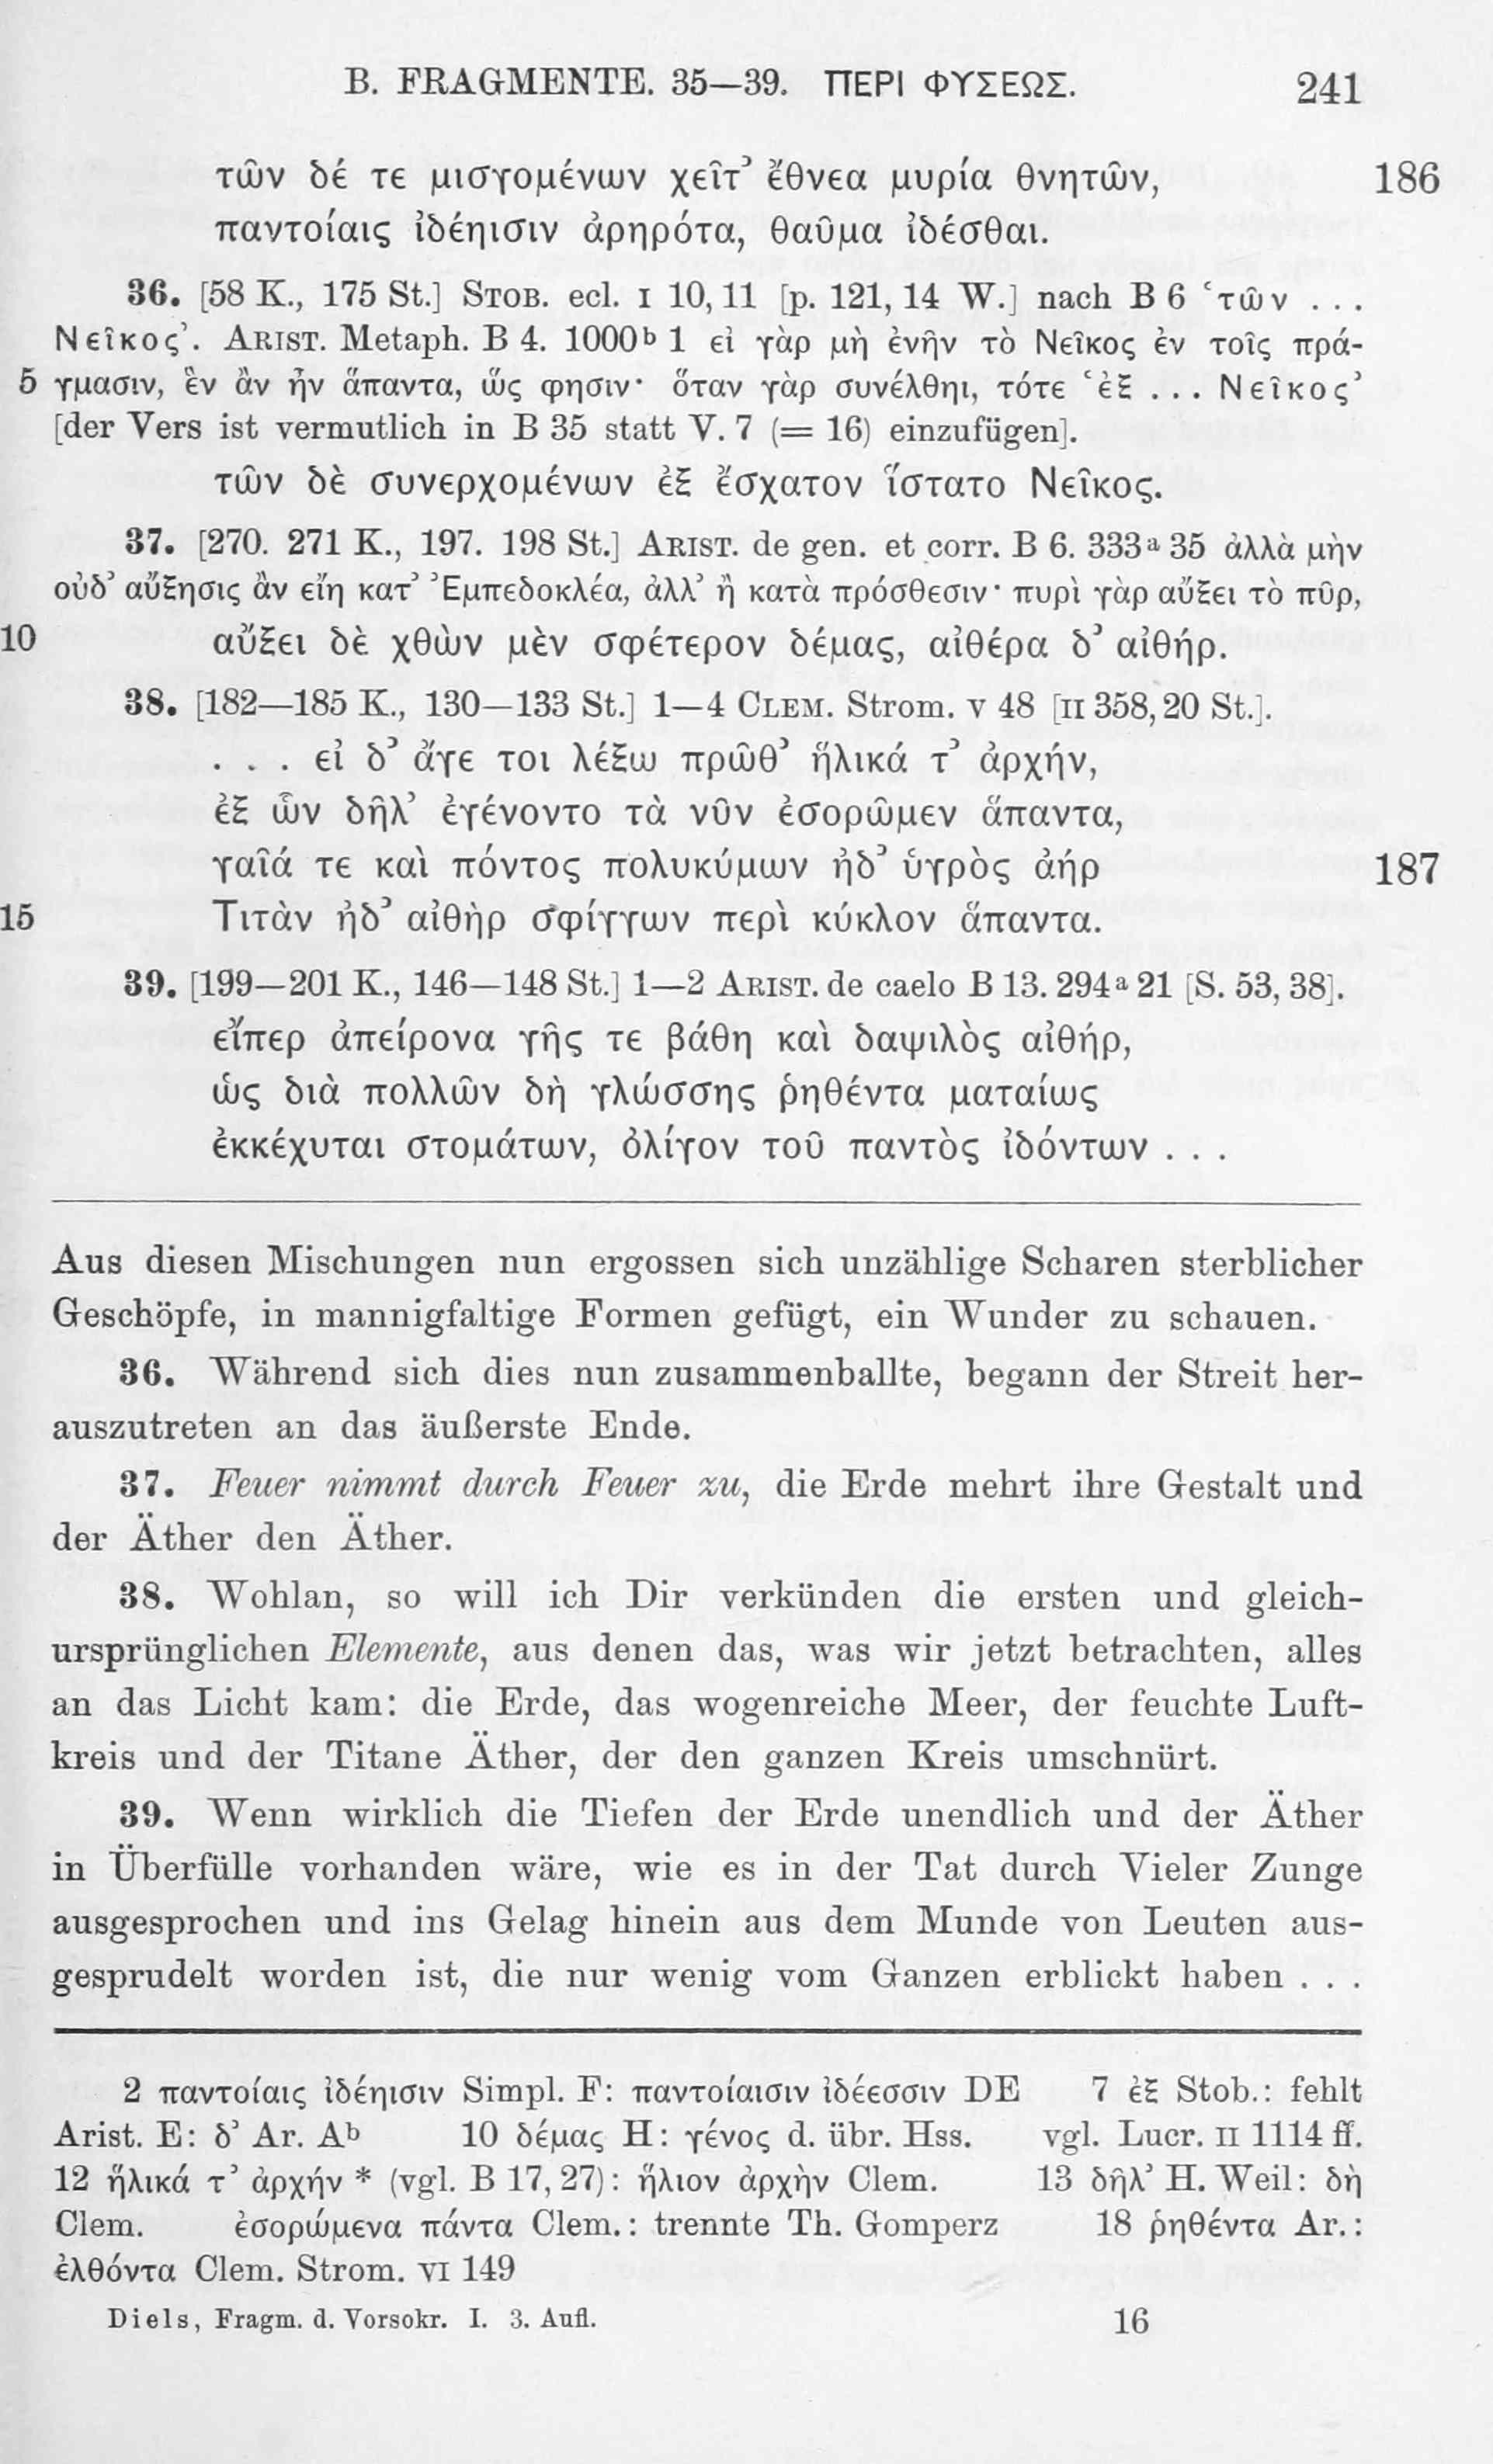 B. FRAGMENTE. 35—39. ΠΕΡΙ ΦΥΣΕΩΣ. 241
τῶν δέ τε μισγομένων χεῖτ’ ἔθνεα μυρία θνητῶν, 186
παντοίαις ἰδέηισιν ἀρηρότα, θαῦμα ἰδέσθαι.
36. [58 K., 175 St.] STOB. ecl. I 10, 11 [p. 121, 14 W.] nach B 6 ‘τῶν ...
Νεῖκος’. ARIST. Metaph. B 4. 1000ᵇ 1 εἰ γὰρ μὴ ἐνῆν τὸ Νεῖκος ἐν τοῖς πρά-
5 γμασιν, ἓν ἂν ἦν ἅπαντα, ὥς φησιν· ὅταν γὰρ συνέλθηι, τότε ‘ἐξ ... Νεῖκος’
[der Vers ist vermutlich in B 35 statt V. 7 (= 16) einzufügen].
τῶν δὲ συνερχομένων ἐξ ἔσχατον ἵστατο Νεῖκος.
37. [270. 271 K., 197. 198 St.] ARIST. de gen. et corr. B 6. 333ᵃ 35 ἀλλὰ μὴν
οὐδ’ αὔξησις ἂν εἴη κατ’ Ἐμπεδοκλέα, ἀλλ’ ἢ κατὰ πρόσθεσιν· πυρὶ γὰρ αὔξει τὸ πῦρ,
10 αὔξει δὲ χθὼν μὲν σφέτερον δέμας, αἰθέρα δ’ αἰθήρ.
38. [182—185 K., 130—133 St.] 1—4 CLEM. Strom. V 48 [II 358, 20 St.].
. . . εἰ δ’ ἄγε τοι λέξω πρῶθ’ ἥλικά τ’ ἀρχήν,
ἐξ ὧν δῆλ’ ἐγένοντο τὰ νῦν ἐσορῶμεν ἅπαντα,
γαῖά τε καὶ πόντος πολυκύμων ἠδ’ ὑγρὸς ἀήρ 187
15 Τιτὰν ἠδ’ αἰθὴρ σφίγγων περὶ κύκλον ἅπαντα.
39. [199—201 K., 146—148 St.] 1—2 ARIST. de caelo B 13. 294ᵃ 21 [S. 53, 38].
εἴπερ ἀπείρονα γῆς τε βάθη καὶ δαψιλὸς αἰθήρ,
ὡς διὰ πολλῶν δὴ γλώσσης ῥηθέντα ματαίως
ἐκκέχυται στομάτων, ὀλίγον τοῦ παντὸς ἰδόντων . . .
Aus diesen Mischungen nun ergossen sich unzählige Scharen sterblicher
Geschöpfe, in mannigfaltige Formen gefügt, ein Wunder zu schauen.
36. Während sich dies nun zusammenballte, begann der Streit her-
auszutreten an das äußerste Ende.
37. Feuer nimmt durch Feuer zu, die Erde mehrt ihre Gestalt und
der Äther den Äther.
38. Wohlan, so will ich Dir verkünden die ersten und gleich-
ursprünglichen Elemente, aus denen das, was wir jetzt betrachten, alles
an das Licht kam: die Erde, das wogenreiche Meer, der feuchte Luft-
kreis und der Titane Äther, der den ganzen Kreis umschnürt.
39. Wenn wirklich die Tiefen der Erde unendlich und der Äther
in Überfülle vorhanden wäre, wie es in der Tat durch Vieler Zunge
ausgesprochen und ins Gelag hinein aus dem Munde von Leuten aus-
gesprudelt worden ist, die nur wenig vom Ganzen erblickt haben . . .
2 παντοίαις ἰδέηισιν Simpl. F: παντοίαισιν ἰδέεσσιν DE 7 ἐξ Stob.: fehlt
Arist. E: δ’ Ar. Aᵇ 10 δέμας H: γένος d. übr. Hss. vgl. Lucr. II 1114 ff.
12 ἥλικά τ’ ἀρχήν * (vgl. B 17, 27): ἥλιον ἀρχὴν Clem. 13 δῆλ’ H. Weil: δὴ
Clem. ἐσορώμενα πάντα Clem.: trennte Th. Gomperz 18 ῥηθέντα Ar.:
ἐλθόντα Clem. Strom. VI 149
Diels, Fragm. d. Vorsokr. I. 3. Aufl. 16